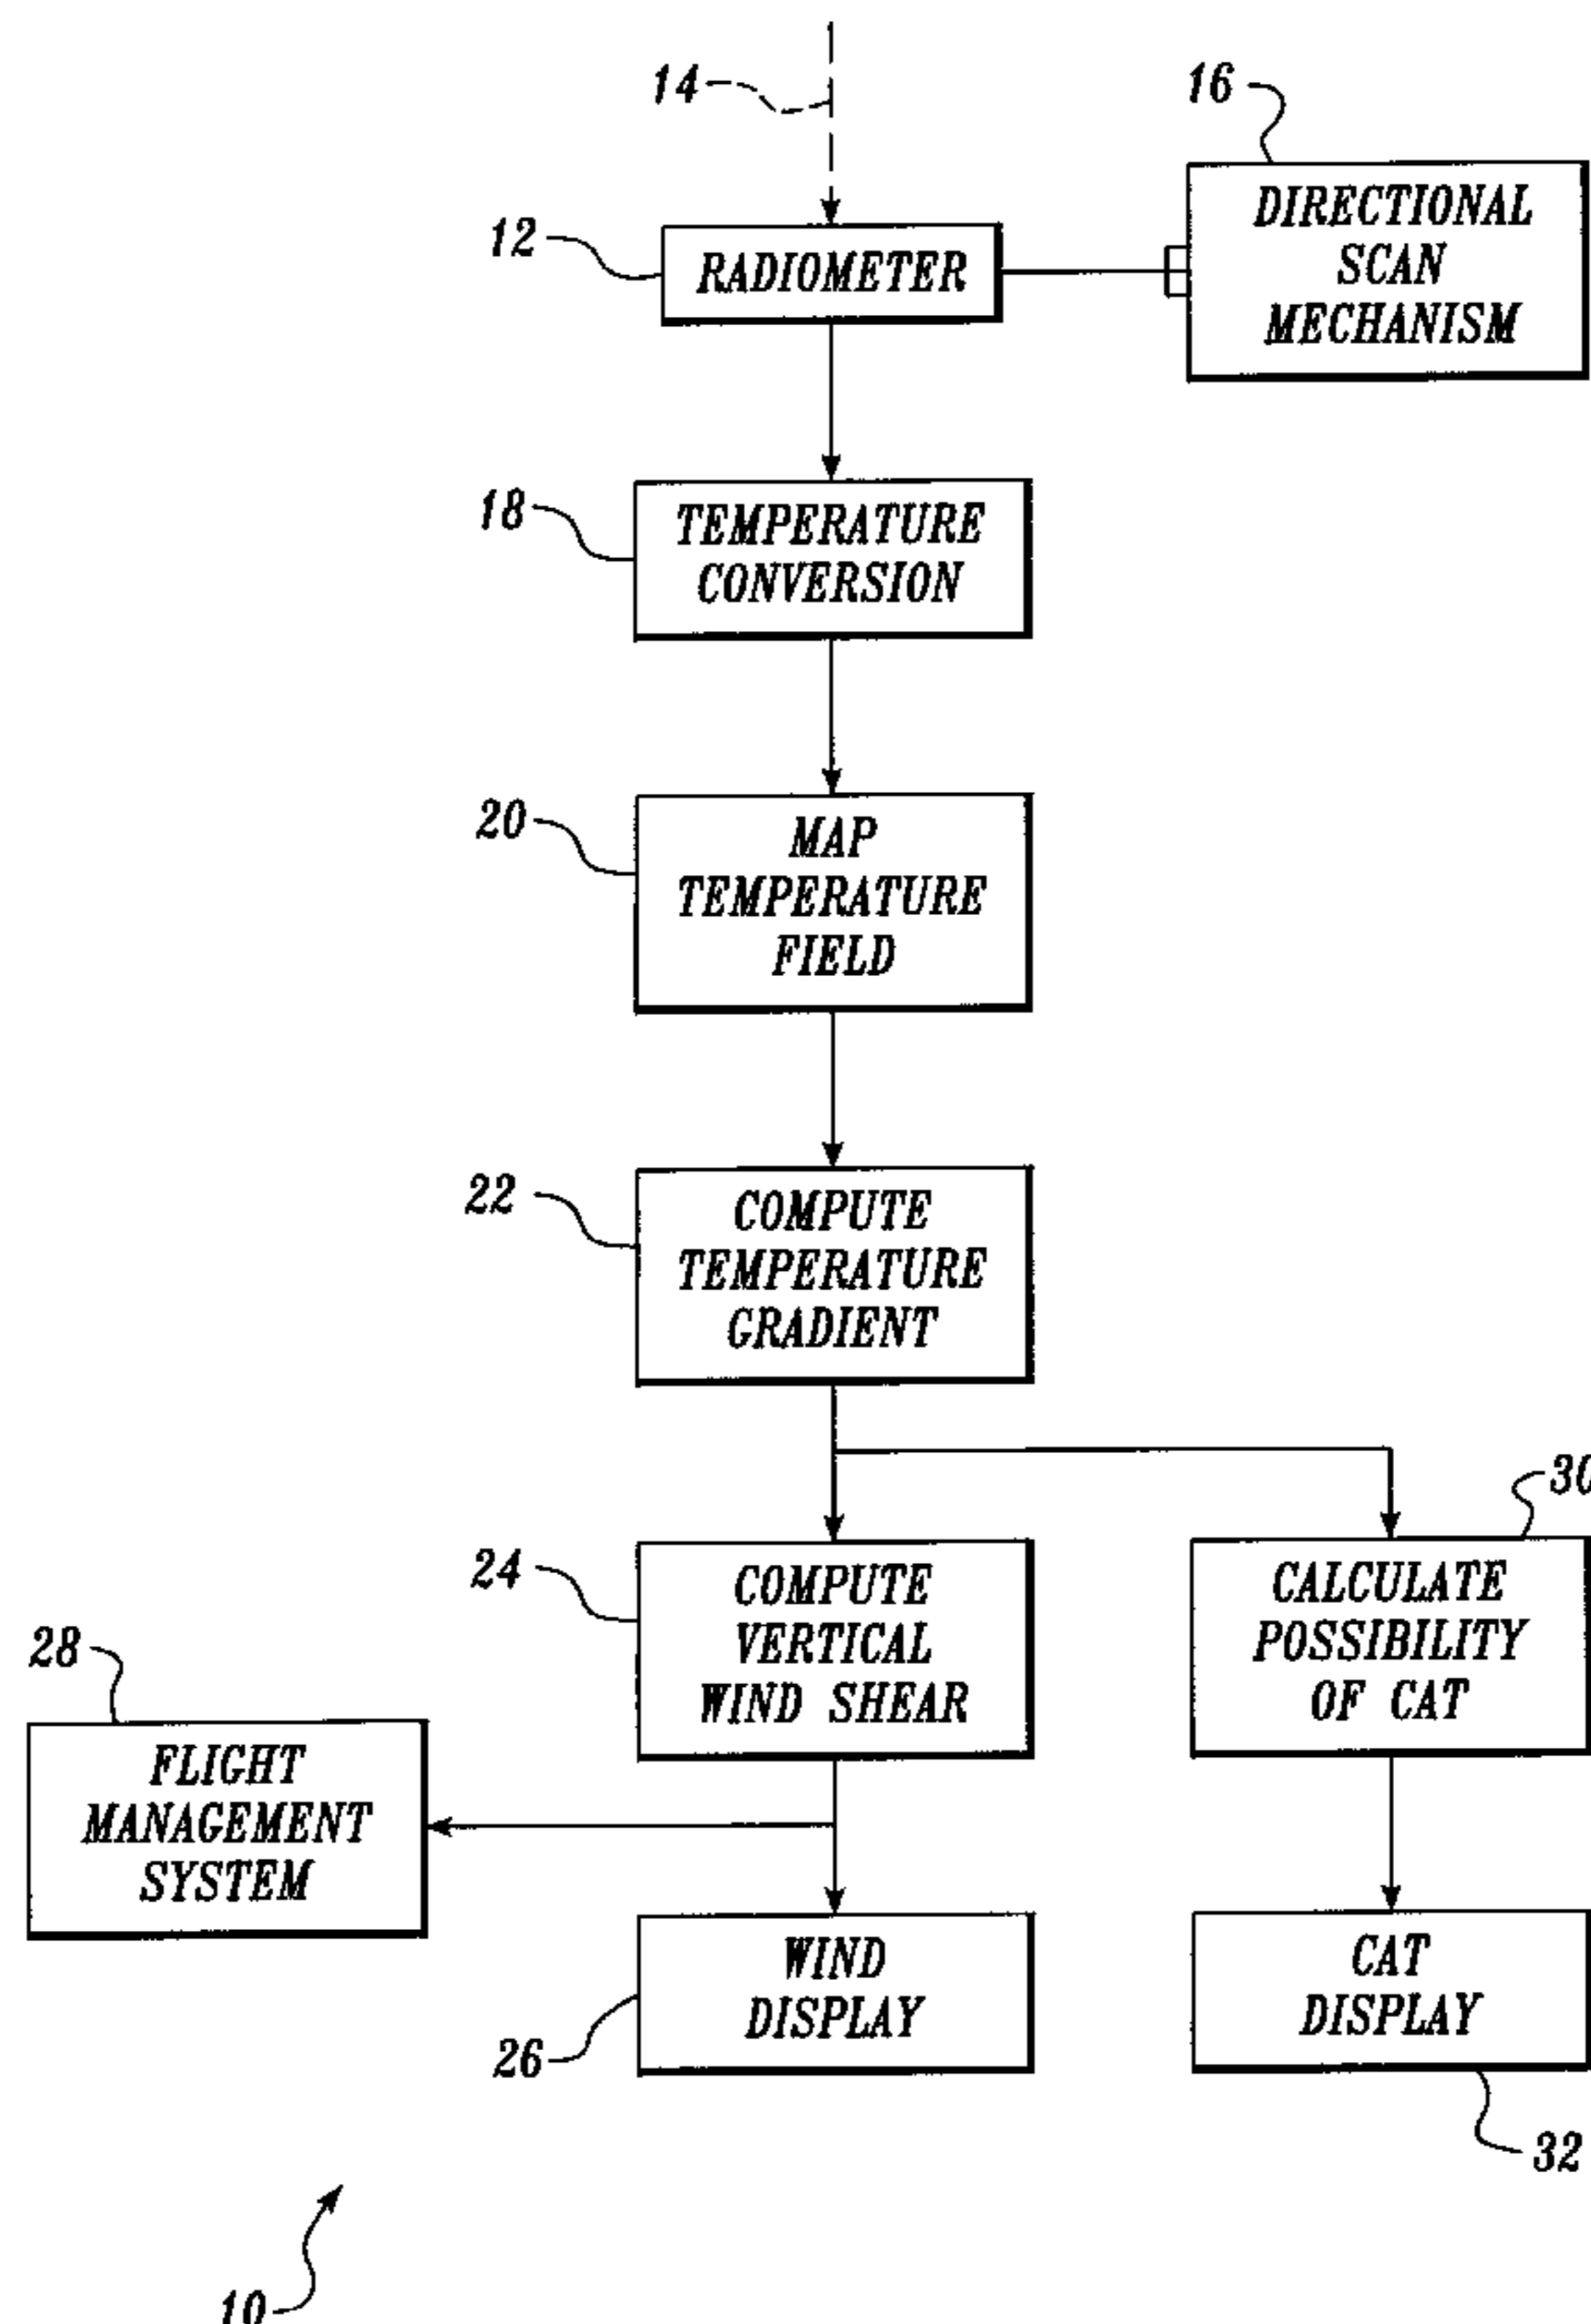 14
16
12
RADIOMETER
DIRECTIONAL
SCAN
MECHANISM
18
TEMPERATURE
CONVERSION
20
MAP
TEMPERATURE
FIELD
22
COMPUTE
TEMPERATURE
GRADIENT
30
24
COMPUTE
VERTICAL
WIND SHEAR
CALCULATE
POSSIBILITY
OF CAT
28
FLIGHT
MANAGEMENT
SYSTEM
WIND
DISPLAY
26
CAT
DISPLAY
32
10